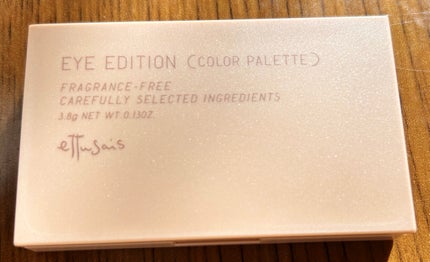 EYE EDITION (COLOR PALETTE)
FRAGRANCE-FREE
CAREFULLY SELECTED INGREDIENTS
3.8g NET WT.0.13OZ.
ettusais